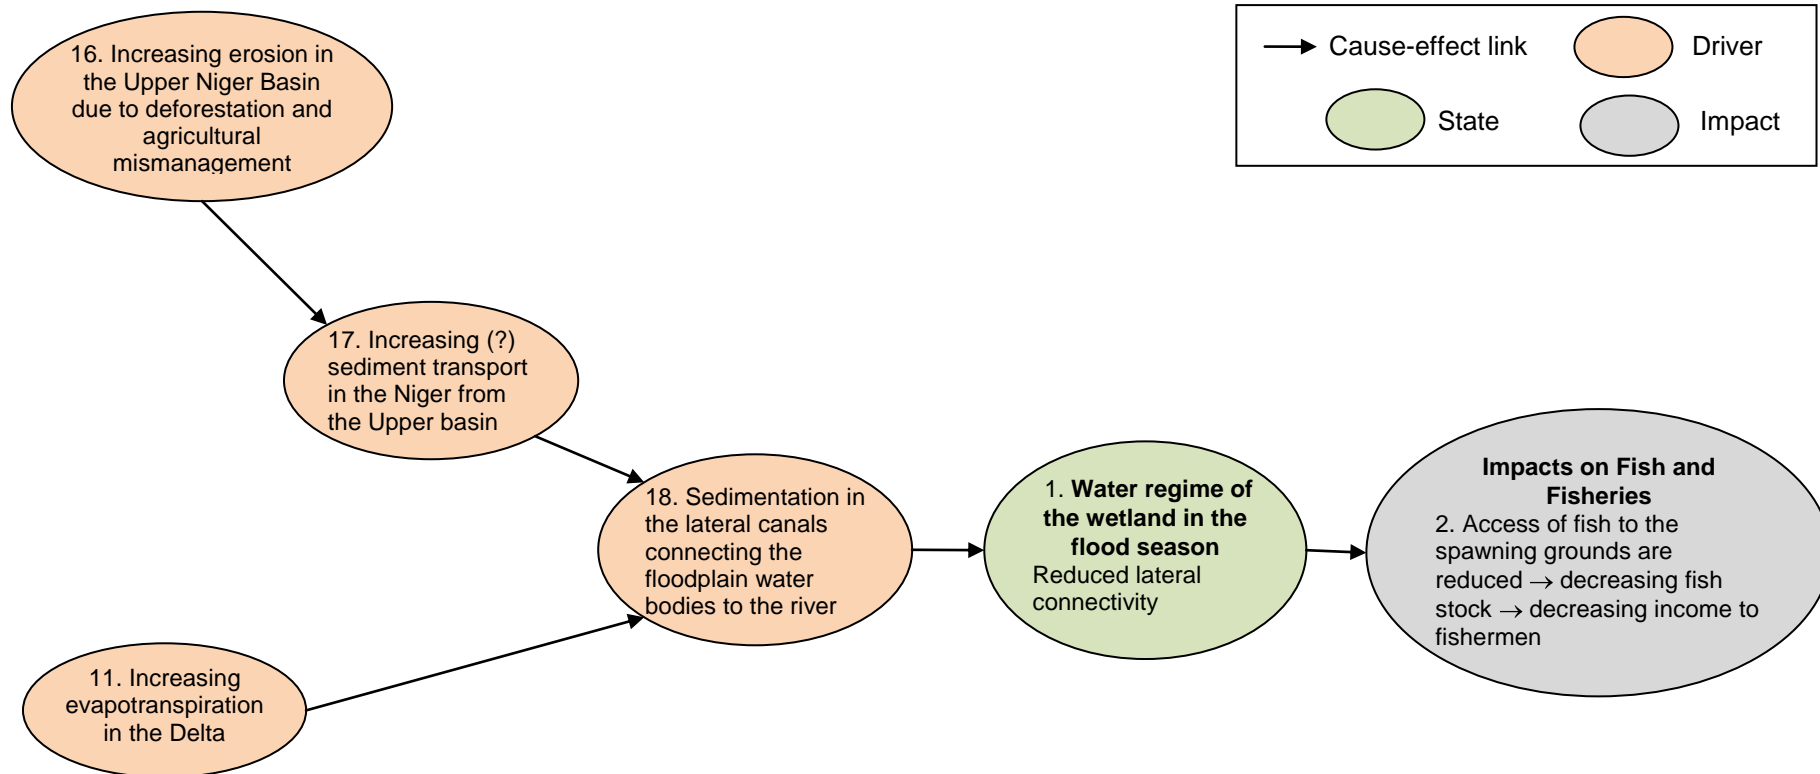 16. Increasing erosion in
the Upper Niger Basin
due to deforestation and
agricultural
mismanagement
Cause-effect link
Driver
State
Impact
17. Increasing (?)
sediment transport
in the Niger from
the Upper basin
18. Sedimentation in
the lateral canals
connecting the
floodplain water
bodies to the river
1. Water regime of
the wetland in the
flood season
Reduced lateral
connectivity
Impacts on Fish and
Fisheries
2. Access of fish to the
spawning grounds are
reduced → decreasing fish
stock → decreasing income to
fishermen
11. Increasing
evapotranspiration
in the Delta